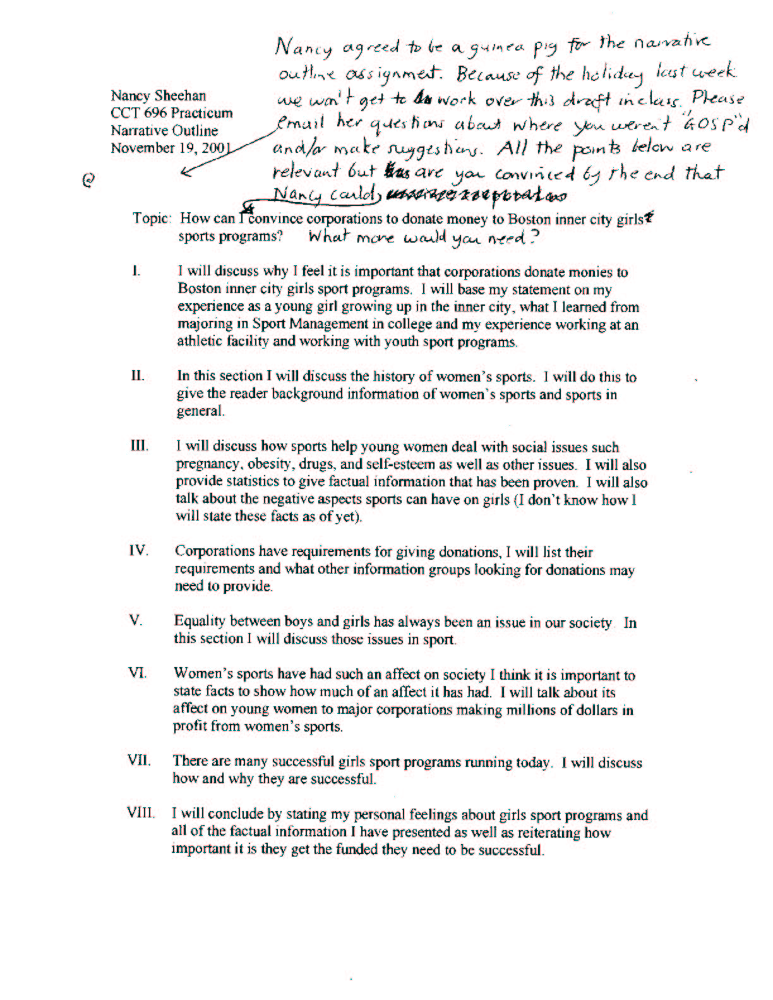 Nancy agreed to be a guinea pig for the narrative
outline assignment. Because of the holiday last week
we won't get to work over this draft in class. Please
email her questions about where you weren't "GOSP"d
and/or make suggestions. All the points below are
relevant but are you convinced by the end that
Nancy could
Nancy Sheehan
CCT 696 Practicum
Narrative Outline
November 19, 2001
Topic: How can I convince corporations to donate money to Boston inner city girls
sports programs? What more would you need?
I. I will discuss why I feel it is important that corporations donate monies to
Boston inner city girls sport programs. I will base my statement on my
experience as a young girl growing up in the inner city, what I learned from
majoring in Sport Management in college and my experience working at an
athletic facility and working with youth sport programs.
II. In this section I will discuss the history of women's sports. I will do this to
give the reader background information of women's sports and sports in
general.
III. I will discuss how sports help young women deal with social issues such
pregnancy, obesity, drugs, and self-esteem as well as other issues. I will also
provide statistics to give factual information that has been proven. I will also
talk about the negative aspects sports can have on girls (I don't know how I
will state these facts as of yet).
IV. Corporations have requirements for giving donations, I will list their
requirements and what other information groups looking for donations may
need to provide.
V. Equality between boys and girls has always been an issue in our society. In
this section I will discuss those issues in sport.
VI. Women's sports have had such an affect on society I think it is important to
state facts to show how much of an affect it has had. I will talk about its
affect on young women to major corporations making millions of dollars in
profit from women's sports.
VII. There are many successful girls sport programs running today. I will discuss
how and why they are successful.
VIII. I will conclude by stating my personal feelings about girls sport programs and
all of the factual information I have presented as well as reiterating how
important it is they get the funded they need to be successful.